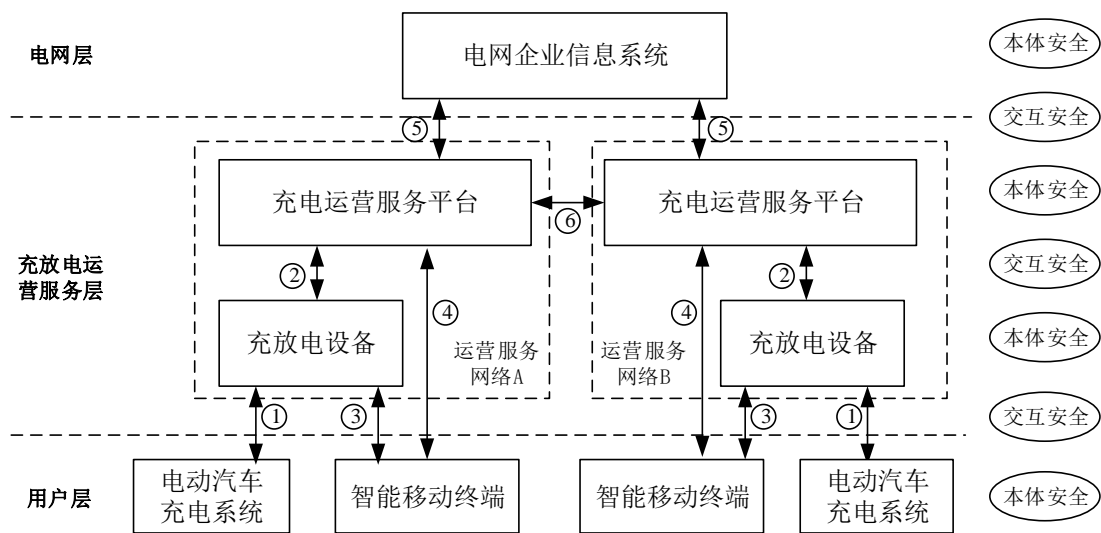 电网层
电网企业信息系统
本体安全
交互安全
⑤
⑤
充电运营服务平台
⑥
充电运营服务平台
本体安全
充放电运
营服务层
②
④
④
②
交互安全
充放电设备
运营服务
网络A
运营服务
网络B
充放电设备
本体安全
①
③
③
①
交互安全
用户层
电动汽车
充电系统
智能移动终端
智能移动终端
电动汽车
充电系统
本体安全